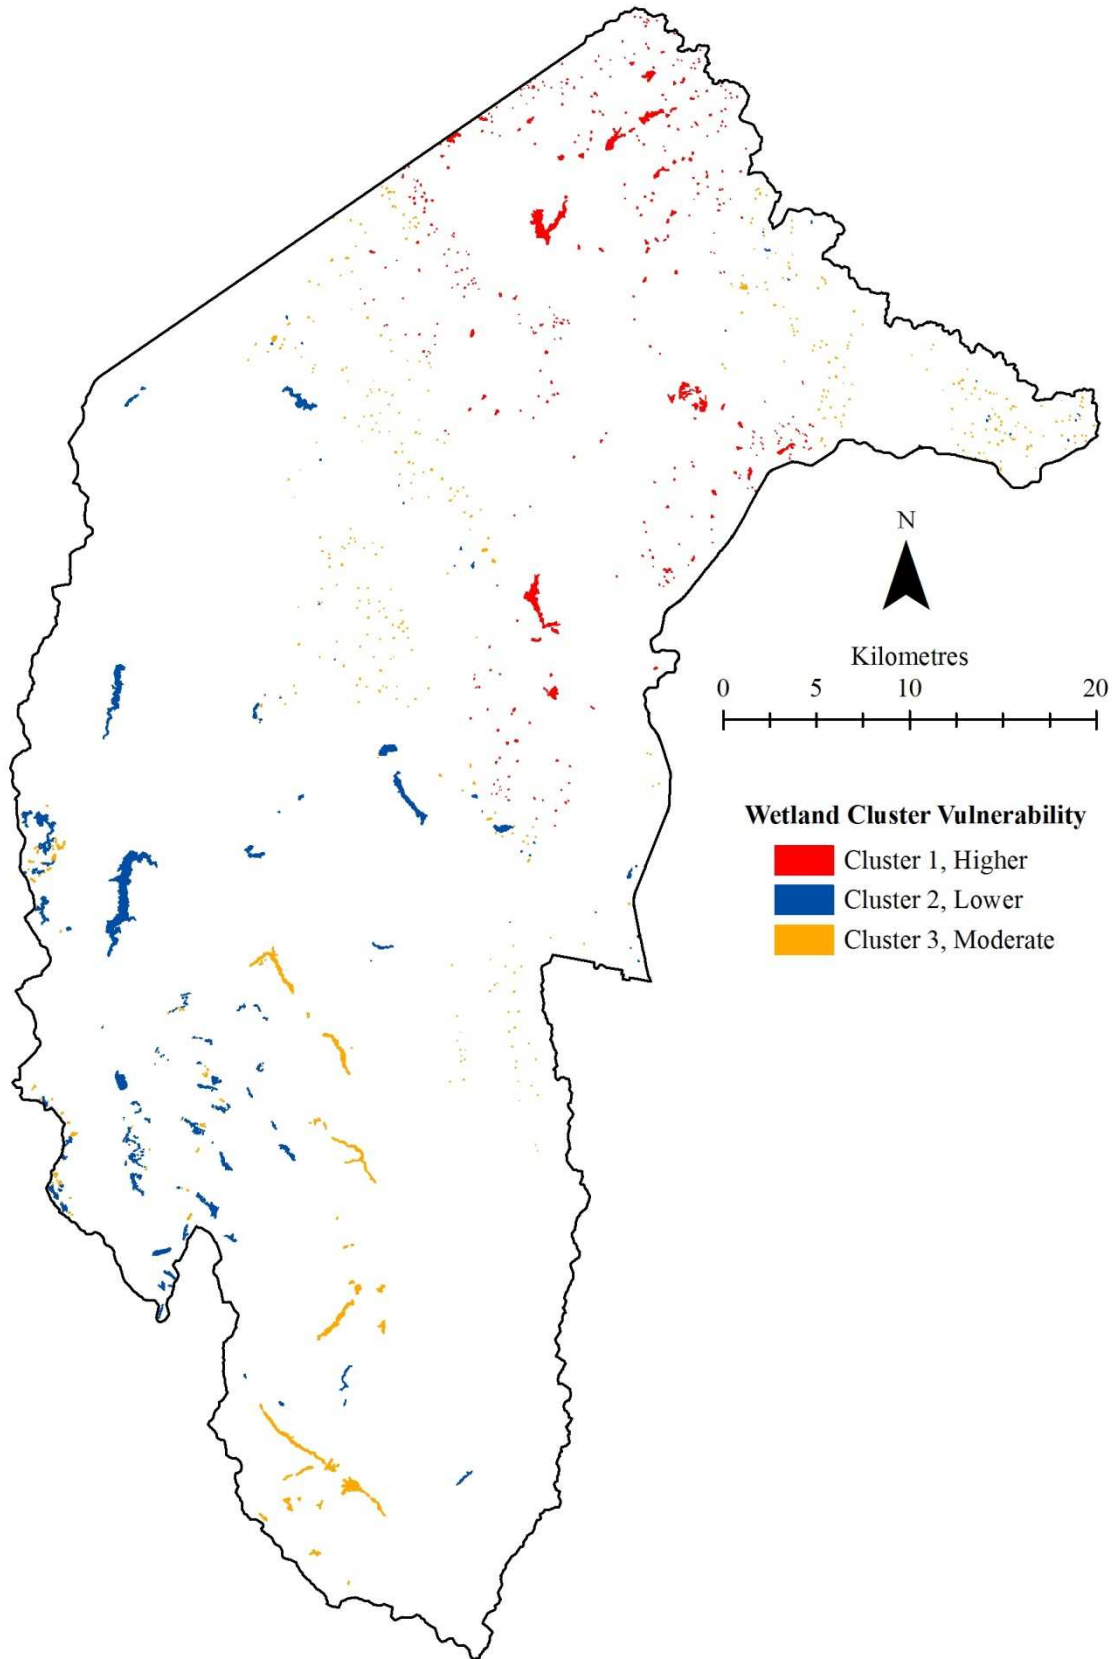 N
Kilometres
0 5 10 20
Wetland Cluster Vulnerability
Cluster 1, Higher
Cluster 2, Lower
Cluster 3, Moderate